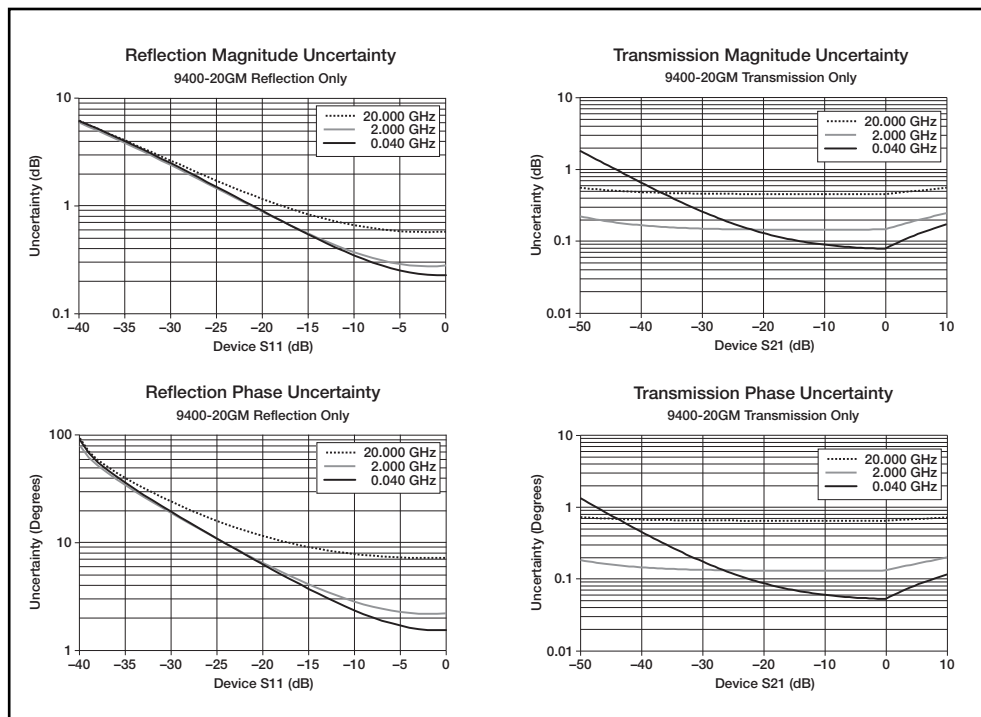 Reflection Magnitude Uncertainty
9400-20GM Reflection Only
Uncertainty (dB)
10
1
0.1
20.000 GHz
2.000 GHz
0.040 GHz
–40 –35 –30 –25 –20 –15 –10 –5 0
Device S11 (dB)
Transmission Magnitude Uncertainty
9400-20GM Transmission Only
Uncertainty (dB)
10
1
0.1
0.01
20.000 GHz
2.000 GHz
0.040 GHz
–50 –40 –30 –20 –10 0 10
Device S21 (dB)
Reflection Phase Uncertainty
9400-20GM Reflection Only
Uncertainty (Degrees)
100
10
1
20.000 GHz
2.000 GHz
0.040 GHz
–40 –35 –30 –25 –20 –15 –10 –5 0
Device S11 (dB)
Transmission Phase Uncertainty
9400-20GM Transmission Only
Uncertainty (Degrees)
10
1
0.1
0.01
20.000 GHz
2.000 GHz
0.040 GHz
–50 –40 –30 –20 –10 0 10
Device S21 (dB)